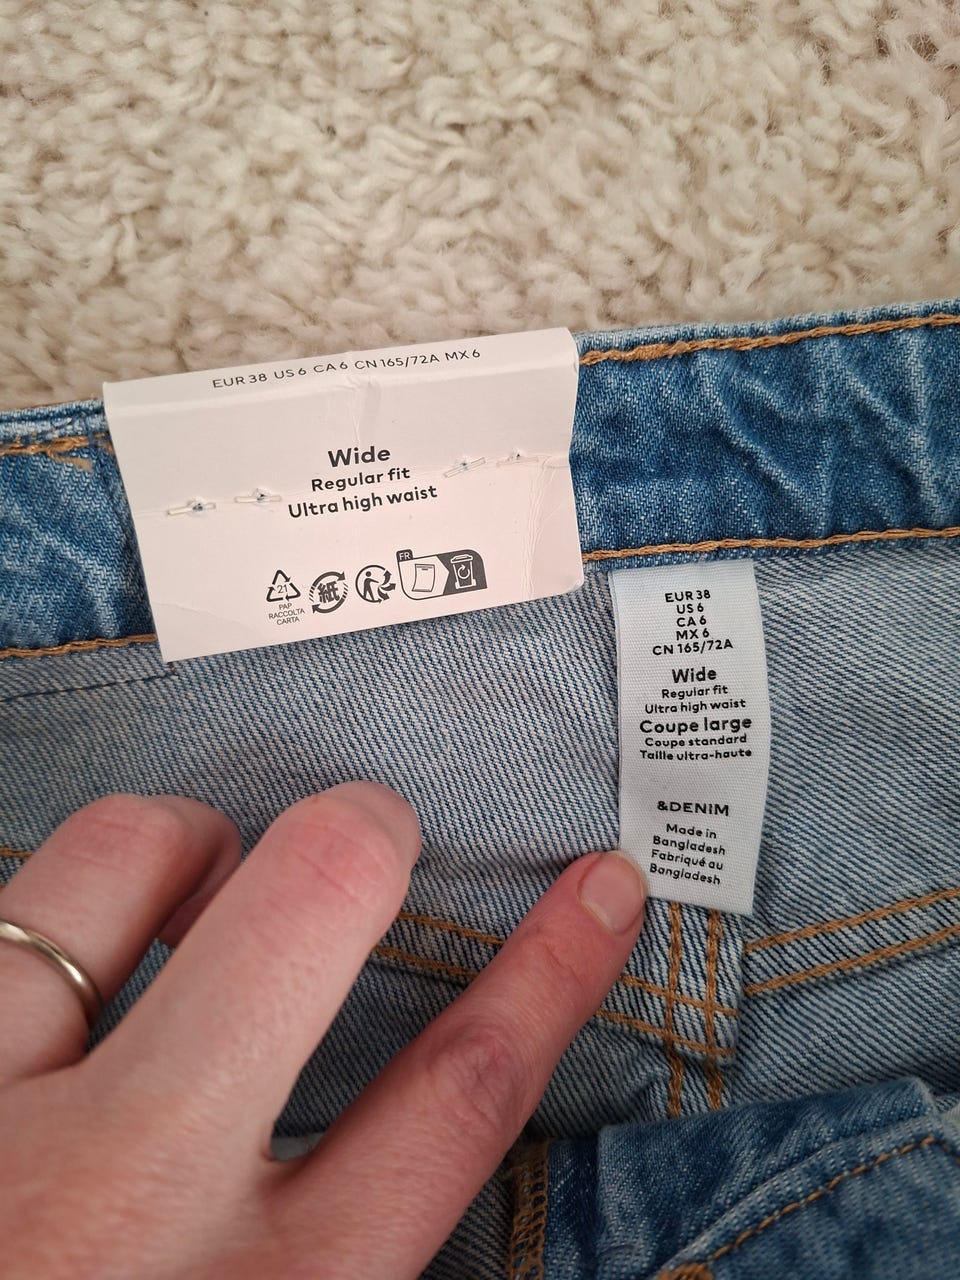 EUR 38 US 6 CA 6 CN 165/72A MX 6
Wide
Regular fit
Ultra high waist
21
PAP
RACCOLTA
CARTA
紙
FR
EUR 38
US 6
CA 6
MX 6
CN 165/72A
Wide
Regular fit
Ultra high waist
Coupe large
Coupe standard
Taille ultra-haute
&DENIM
Made in
Bangladesh
Fabriqué au
Bangladesh